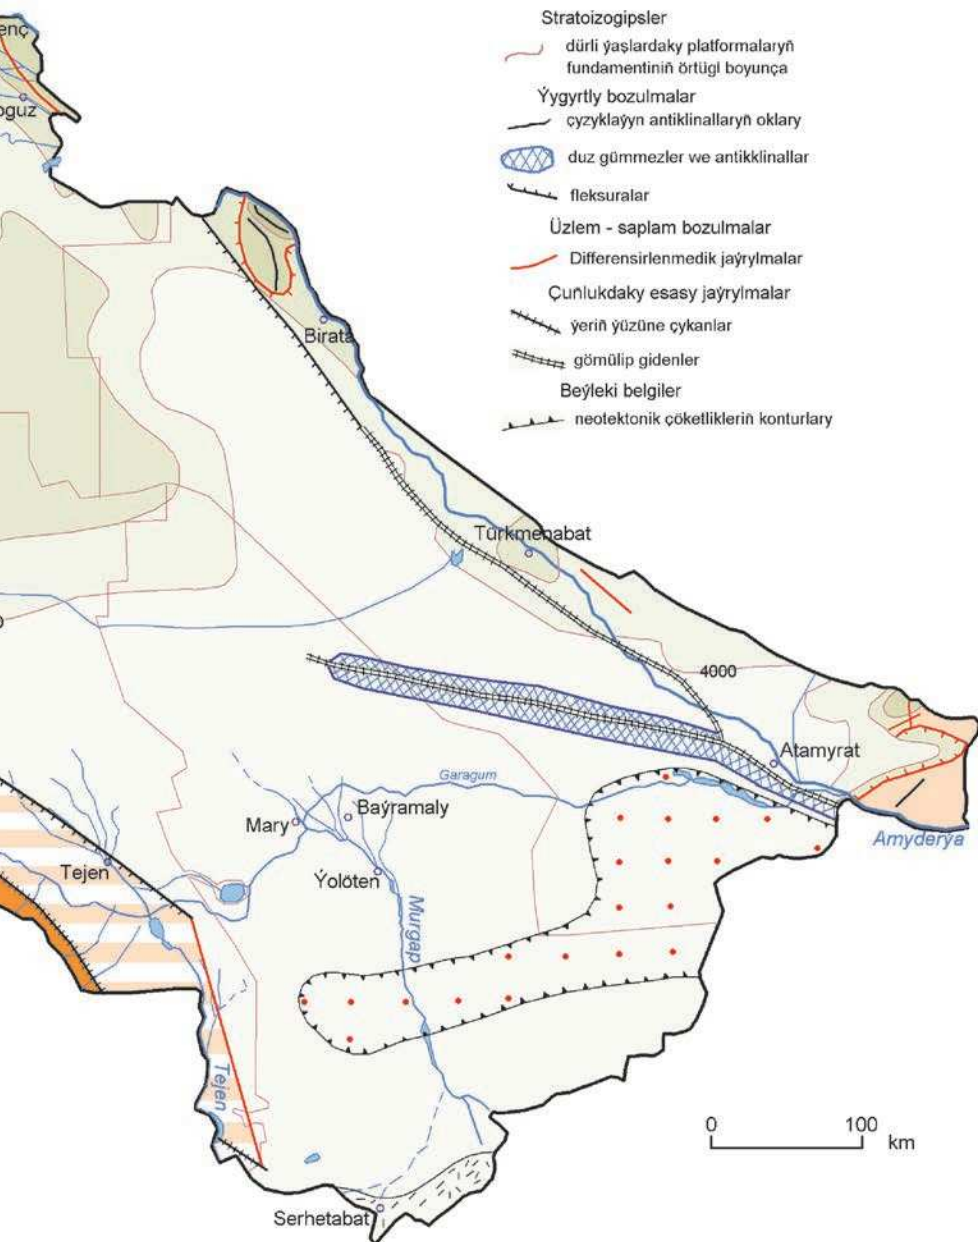 Stratoizogipsler
dürli ýaşlardaky platformalaryň
fundamentiniň örtügi boyunça
Ýygyrtly bozulmalar
çyzyklaýyn antiklinallaryň oklary
duz gümmezler we antikklinallar
fleksuralar
Üzlem - saplam bozulmalar
Differensirlenmedik jaýrylmalar
Çuňlukdaky esasy jaýrylmalar
ýeriň ýüzüne çykanlar
gömülip gidenler
Beýleki belgiler
neotektonik çöketlikleriň konturlary
enç
oguz
Birata
Türkmenabat
4000
Atamyrat
Garagum
Baýramaly
Mary
Amyderýa
Tejen
Ýolöten
Murgap
Tejen
0 100
km
Serhetabat